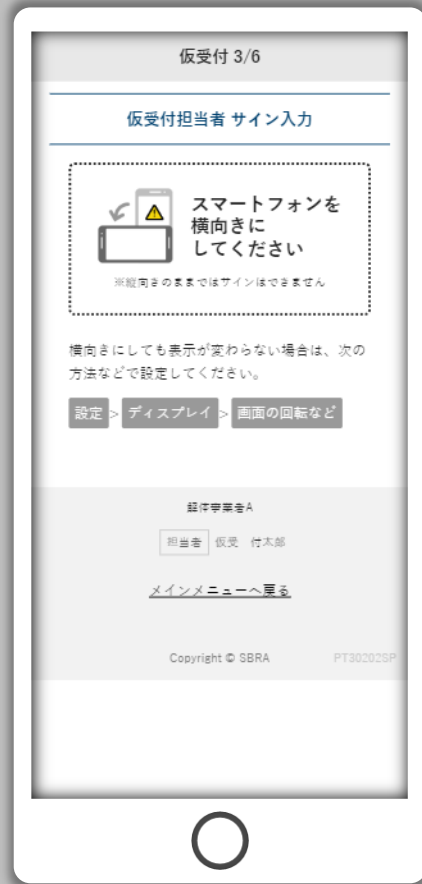 仮受付 3/6
仮受付担当者 サイン入力
スマートフォンを
横向きに
してください
※縦向きのままではサインはできません
横向きにしても表示が変わらない場合は、次の
方法などで設定してください。
設定 > ディスプレイ > 画面の回転など
解体事業者A
担当者 仮受 付太郎
メインメニューへ戻る
Copyright © SBRA PT30202SP